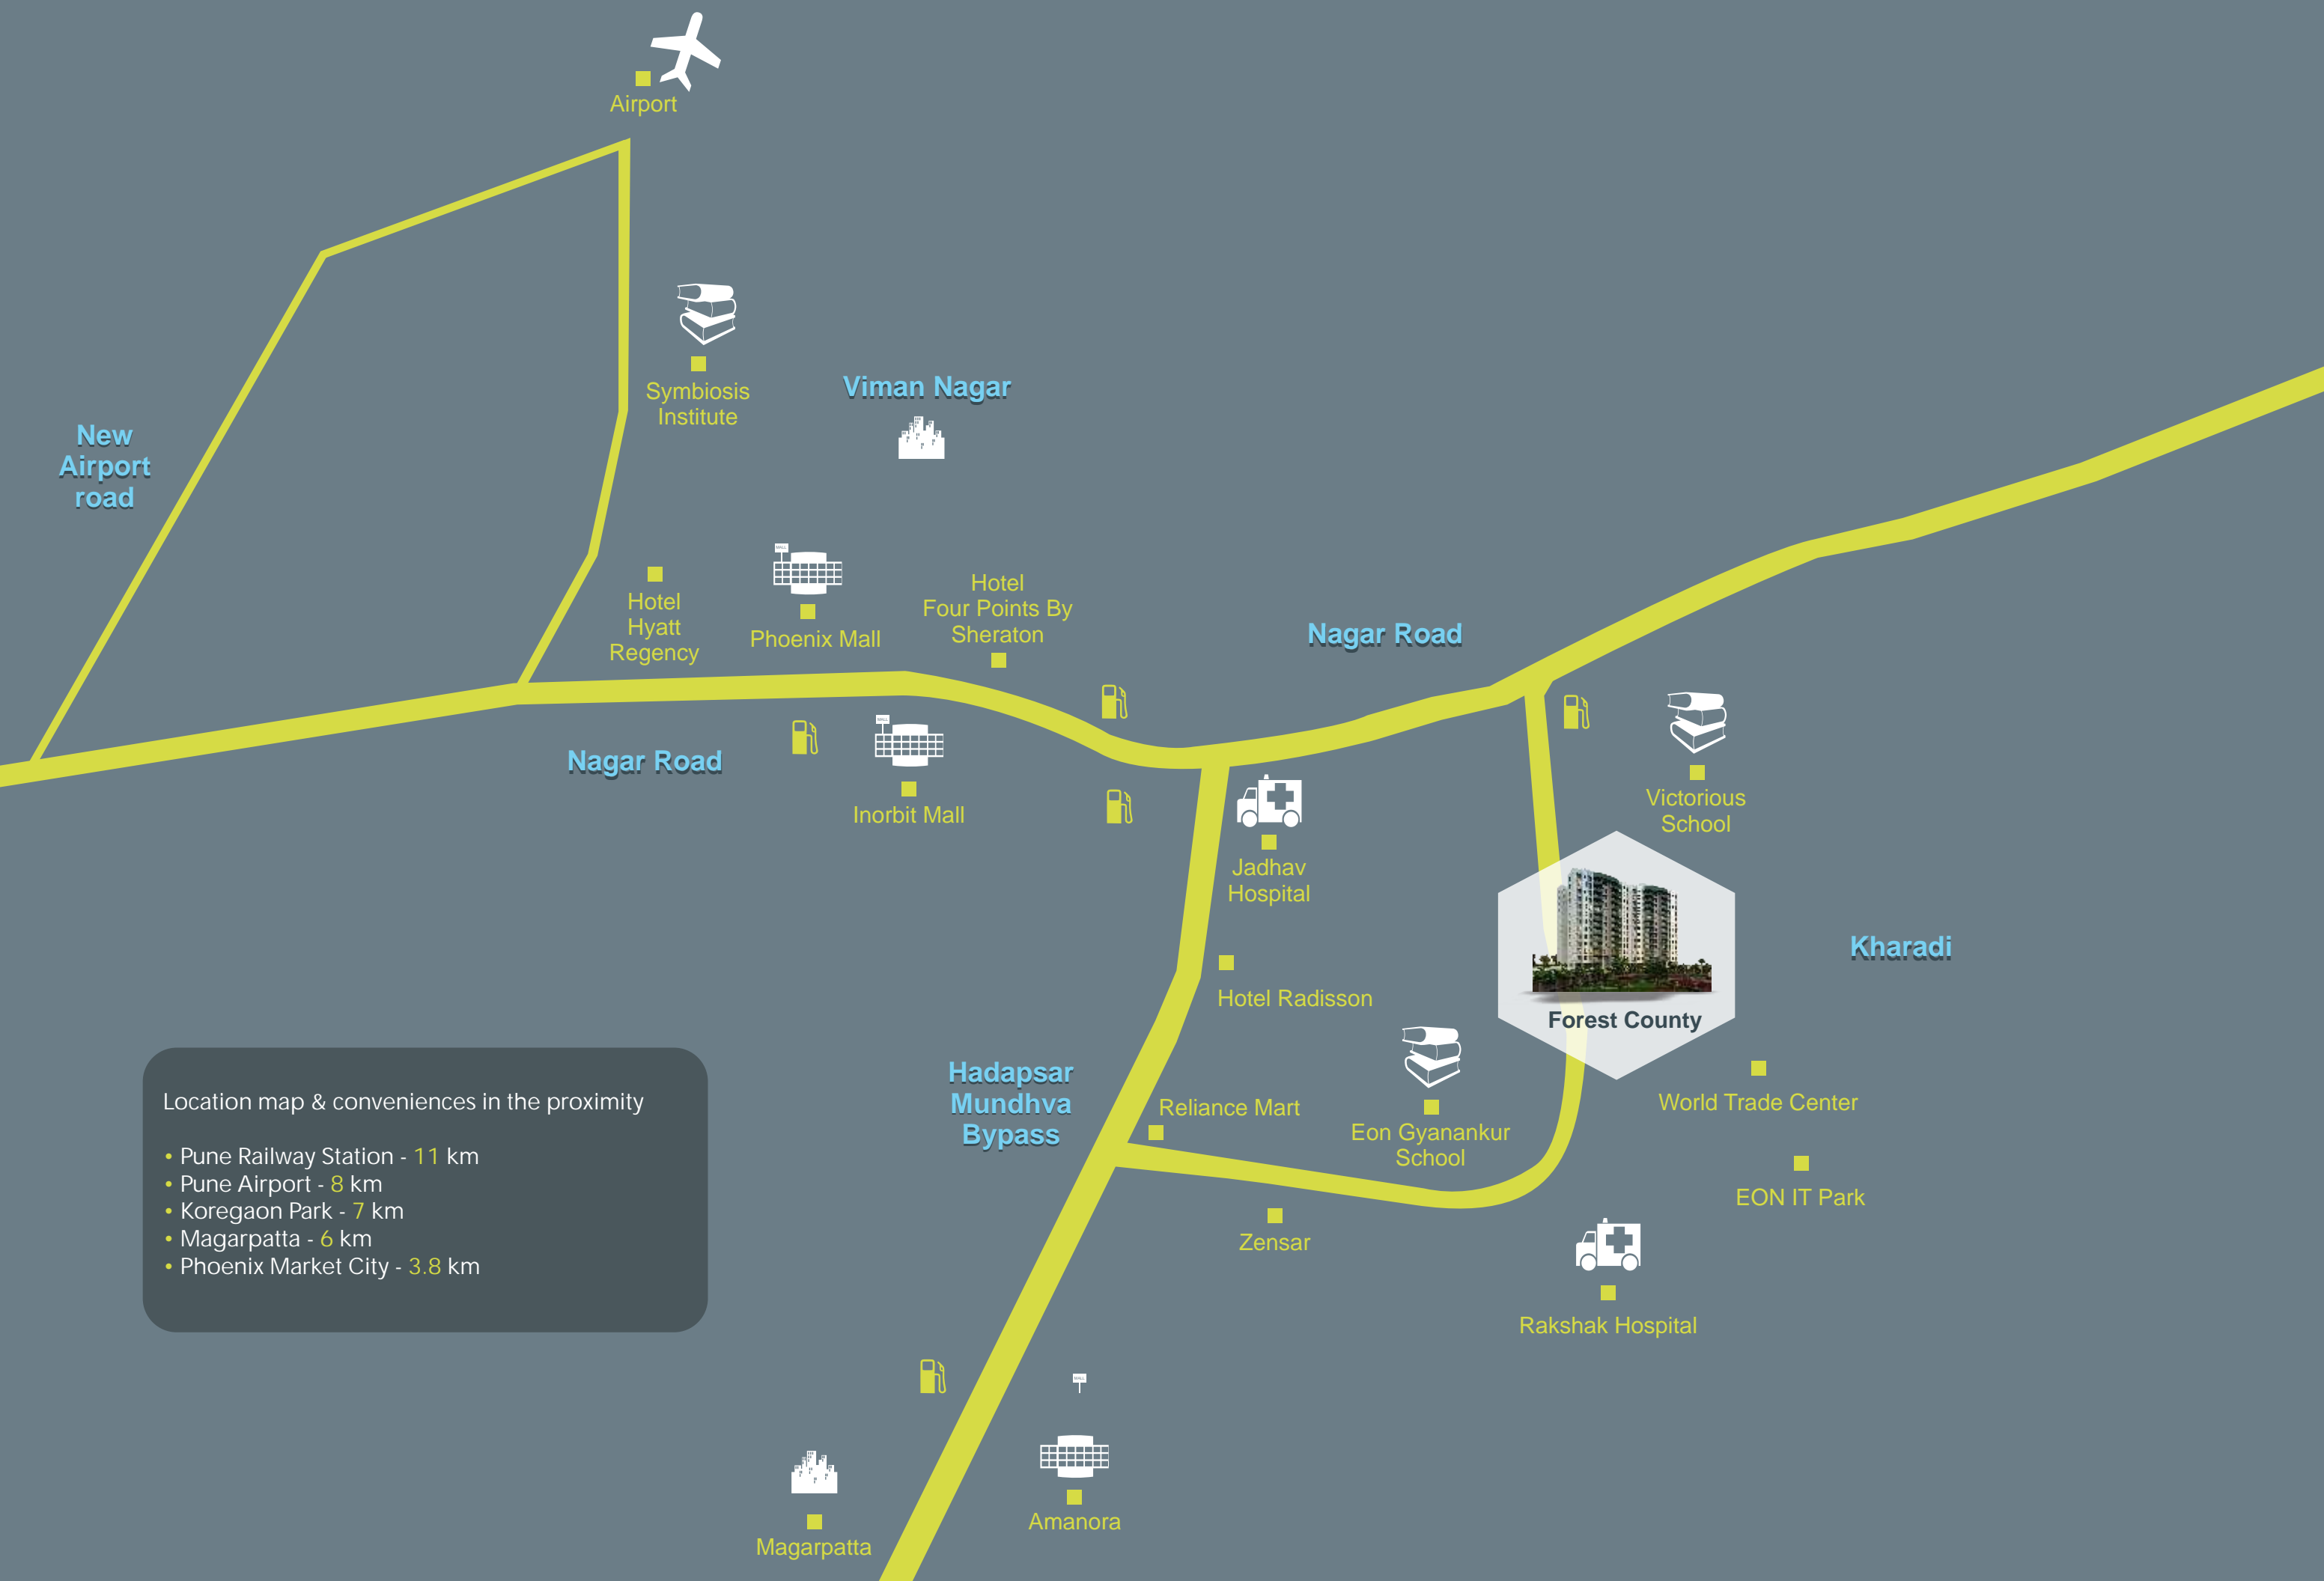 Airport
Symbiosis
Institute
Viman Nagar
New
Airport
road
Hotel
Hyatt
Regency
MALL
Phoenix Mall
Hotel
Four Points By
Sheraton
Nagar Road
Nagar Road
MALL
Inorbit Mall
Victorious
School
Jadhav
Hospital
Kharadi
Hotel Radisson
Forest County
Hadapsar
Mundhva
Bypass
Reliance Mart
Eon Gyanankur
School
World Trade Center
EON IT Park
Zensar
Rakshak Hospital
Location map & conveniences in the proximity
• Pune Railway Station - 11 km
• Pune Airport - 8 km
• Koregaon Park - 7 km
• Magarpatta - 6 km
• Phoenix Market City - 3.8 km
MALL
Amanora
Magarpatta